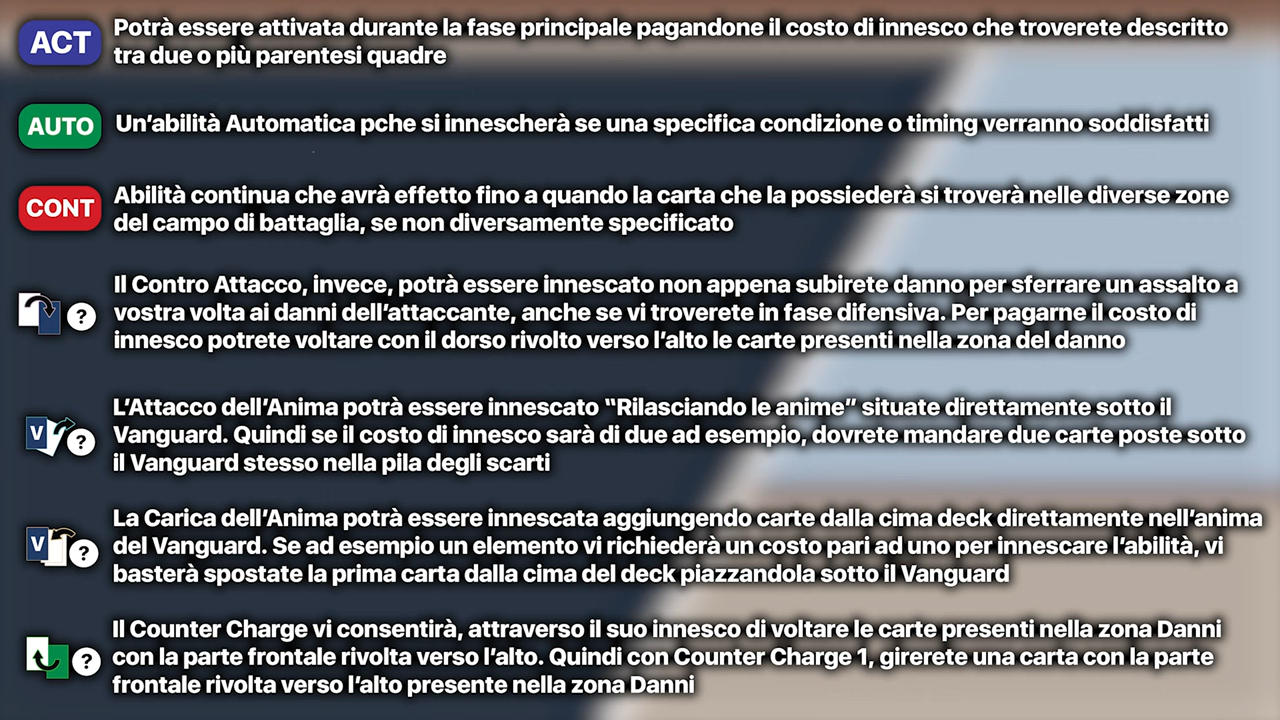 ACT
Potrà essere attivata durante la fase principale pagandone il costo di innesco che troverete descritto
tra due o più parentesi quadre
AUTO
Un'abilità Automatica pche si innescherà se una specifica condizione o timing verranno soddisfatti
CONT
Abilità continua che avrà effetto fino a quando la carta che la possiederà si troverà nelle diverse zone
del campo di battaglia, se non diversamente specificato
?
Il Contro Attacco, invece, potrà essere innescato non appena subirete danno per sferrare un assalto a
vostra volta ai danni dell'attaccante, anche se vi troverete in fase difensiva. Per pagarne il costo di
innesco potrete voltare con il dorso rivolto verso l'alto le carte presenti nella zona del danno
V ?
L'Attacco dell'Anima potrà essere innescato “Rilasciando le anime” situate direttamente sotto il
Vanguard. Quindi se il costo di innesco sarà di due ad esempio, dovrete mandare due carte poste sotto
il Vanguard stesso nella pila degli scarti
V ?
La Carica dell'Anima potrà essere innescata aggiungendo carte dalla cima deck direttamente nell'anima
del Vanguard. Se ad esempio un elemento vi richiederà un costo pari ad uno per innescare l'abilità, vi
basterà spostate la prima carta dalla cima del deck piazzandola sotto il Vanguard
?
Il Counter Charge vi consentirà, attraverso il suo innesco di voltare le carte presenti nella zona Danni
con la parte frontale rivolta verso l'alto. Quindi con Counter Charge 1, girerete una carta con la parte
frontale rivolta verso l'alto presente nella zona Danni